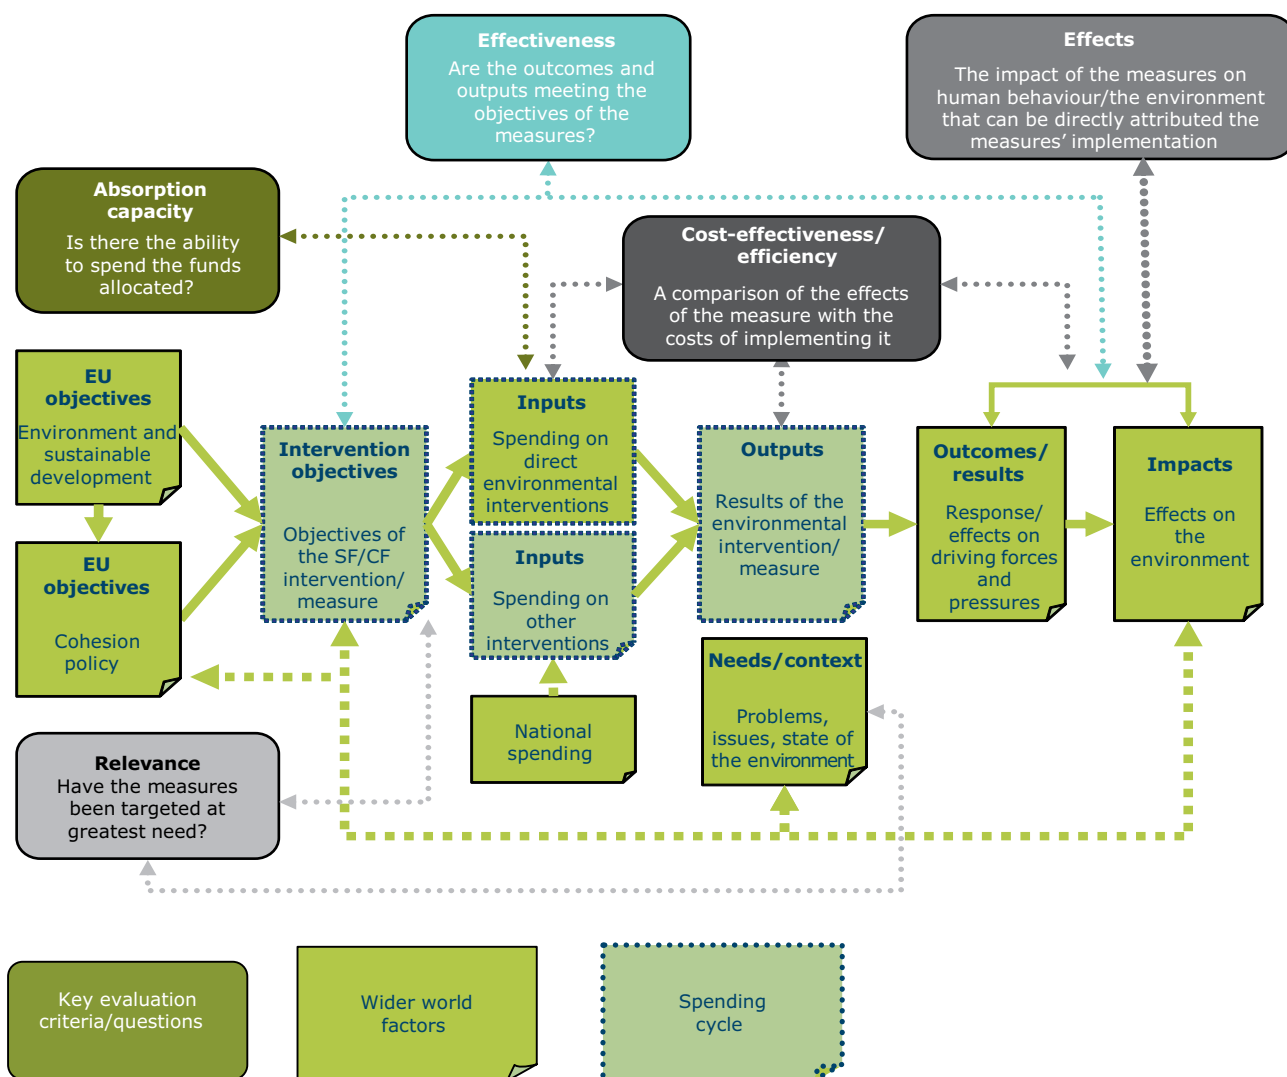 Effectiveness
Are the outcomes and
outputs meeting the
objectives of the
measures?
Effects
The impact of the measures on
human behaviour/the environment
that can be directly attributed the
measures’ implementation
Absorption
capacity
Is there the ability
to spend the funds
allocated?
Cost-effectiveness/
efficiency
A comparison of the effects
of the measure with the
costs of implementing it
EU
objectives
Environment and
sustainable
development
EU
objectives
Cohesion
policy
Intervention
objectives
Objectives of
the SF/CF
intervention/
measure
Inputs
Spending on
direct
environmental
interventions
Inputs
Spending on
other
interventions
National
spending
Outputs
Results of the
environmental
intervention/
measure
Outcomes/
results
Response/
effects on
driving forces
and
pressures
Impacts
Effects on
the
environment
Needs/context
Problems,
issues, state of
the environment
Relevance
Have the measures
been targeted at
greatest need?
Key evaluation
criteria/questions
Wider world
factors
Spending
cycle